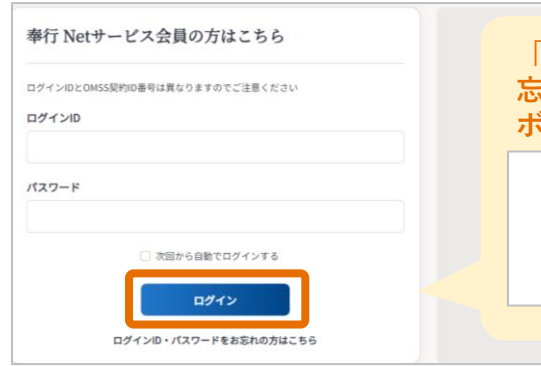 奉行 Netサービス会員の方はこちら
ログインIDとOMSS契約ID番号は異なりますのでご注意ください
ログインID
パスワード
次回から自動でログインする
ログイン
ログインID・パスワードをお忘れの方はこちら
「
忘
ボ